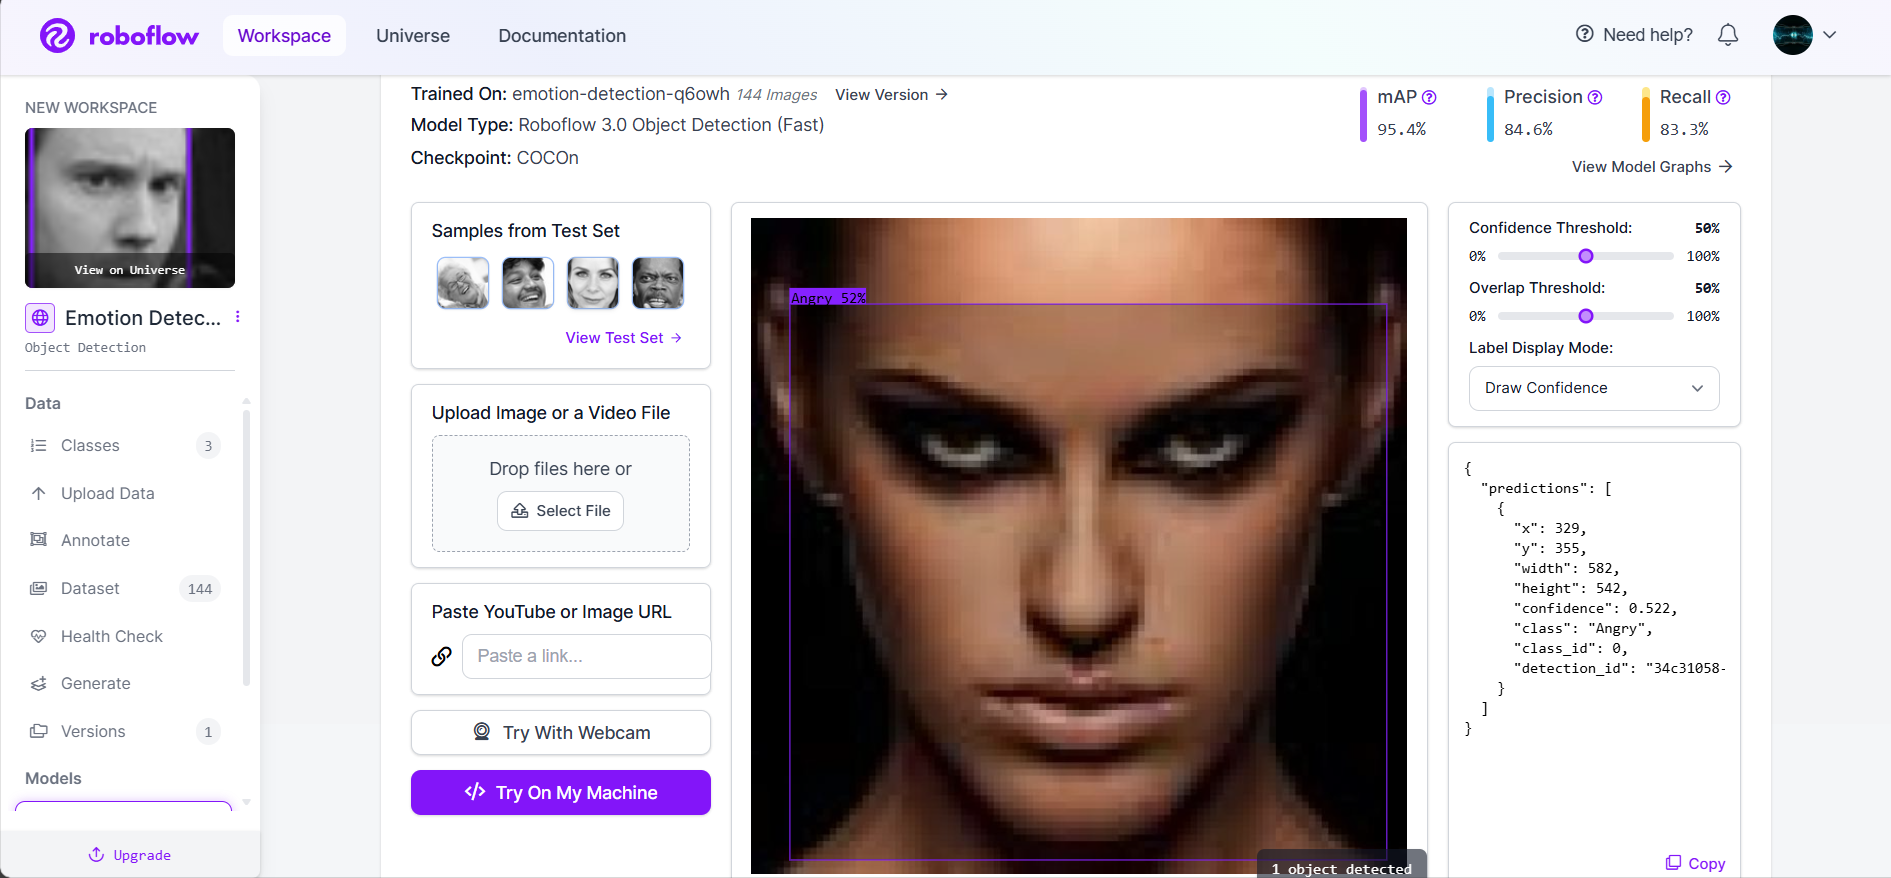 roboflow
Workspace
Universe
Documentation
Need help?
NEW WORKSPACE
View on Universe
Emotion Detec...
Object Detection
Data
Classes 3
Upload Data
Annotate
Dataset 144
Health Check
Generate
Versions 1
Models
Upgrade
Trained On: emotion-detection-q6owh 144 Images View Version →
Model Type: Roboflow 3.0 Object Detection (Fast)
Checkpoint: COCOn
mAP
95.4%
Precision
84.6%
Recall
83.3%
View Model Graphs →
Samples from Test Set
View Test Set →
Upload Image or a Video File
Drop files here or
Select File
Paste YouTube or Image URL
Paste a link...
Try With Webcam
</> Try On My Machine
Angry 52%
1 object detected
Confidence Threshold: 50%
0% 100%
Overlap Threshold: 50%
0% 100%
Label Display Mode:
Draw Confidence
{
"predictions": [
{
"x": 329,
"y": 355,
"width": 582,
"height": 542,
"confidence": 0.522,
"class": "Angry",
"class_id": 0,
"detection_id": "34c31058-
}
]
}
Copy